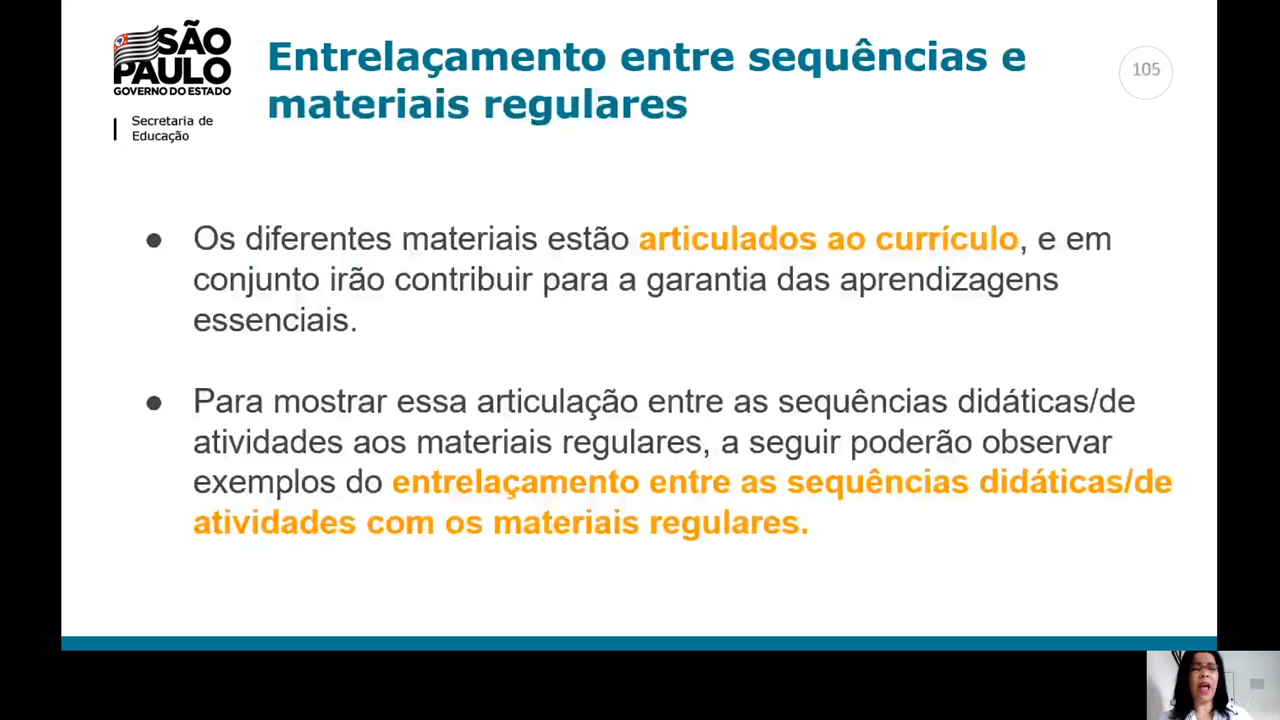 SÃO
PAULO
GOVERNO DO ESTADO
Secretaria de
Educação
Entrelaçamento entre sequências e
materiais regulares
105
● Os diferentes materiais estão articulados ao currículo, e em
conjunto irão contribuir para a garantia das aprendizagens
essenciais.
● Para mostrar essa articulação entre as sequências didáticas/de
atividades aos materiais regulares, a seguir poderão observar
exemplos do entrelaçamento entre as sequências didáticas/de
atividades com os materiais regulares.